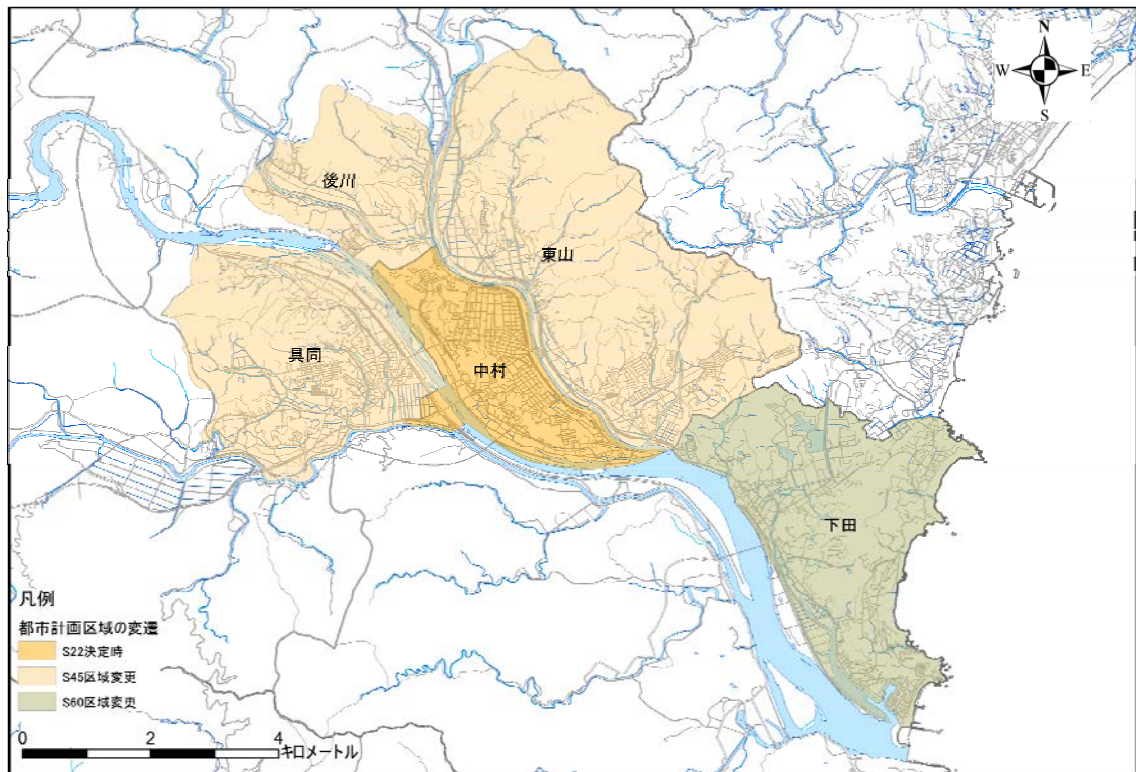 N
W
E
S
後川
東山
具同
中村
下田
凡例
都市計画区域の変遷
S22決定時
S45区域変更
S60区域変更
0 2 4 キロメートル